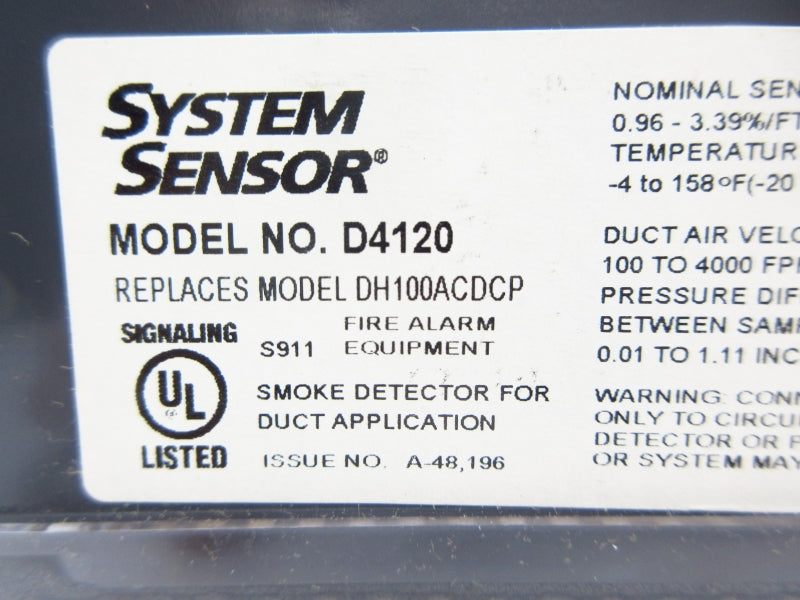 SYSTEM
SENSOR®
MODEL NO. D4120
REPLACES MODEL DH100ACDCP
SIGNALING
UL
LISTED
S911 FIRE ALARM
EQUIPMENT
SMOKE DETECTOR FOR
DUCT APPLICATION
ISSUE NO. A-48,196
NOMINAL SEN
0.96 - 3.39%/FT
TEMPERATUR
-4 to 158°F(-20
DUCT AIR VELO
100 TO 4000 FP
PRESSURE DIF
BETWEEN SAM
0.01 TO 1.11 INC
WARNING: CONN
ONLY TO CIRCU
DETECTOR OR
OR SYSTEM MAY